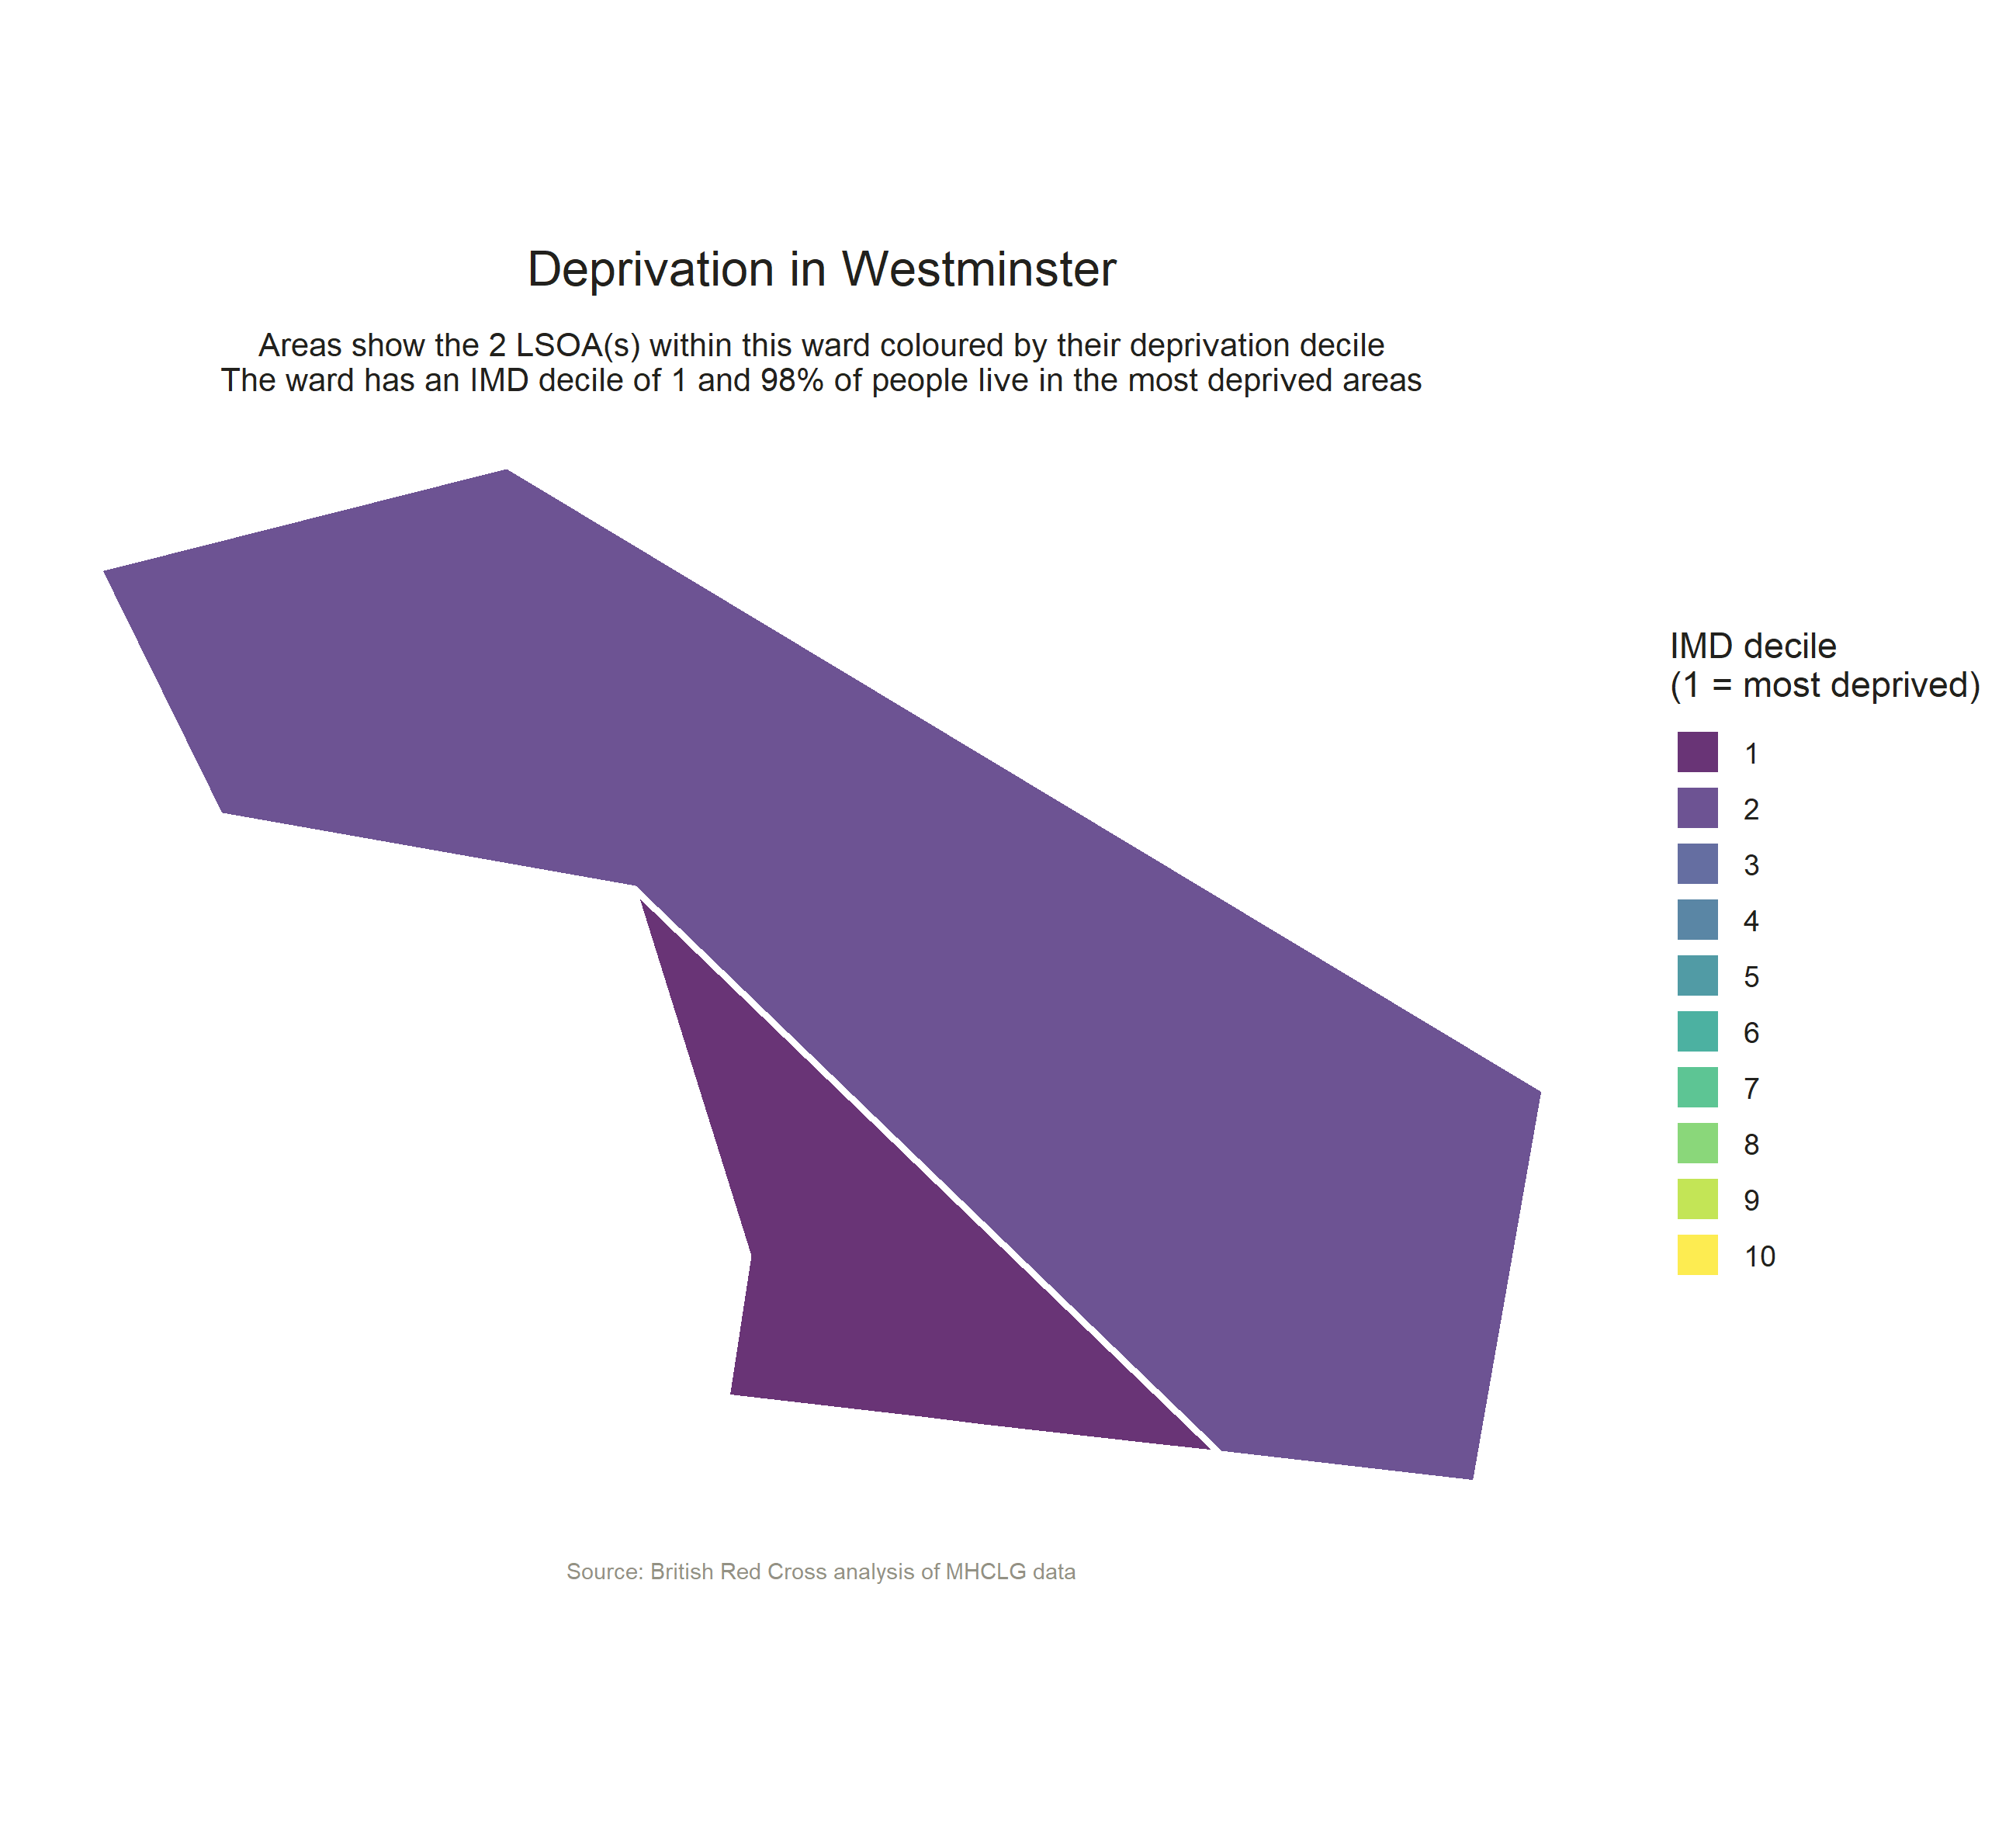 Deprivation in Westminster
Areas show the 2 LSOA(s) within this ward coloured by their deprivation decile
The ward has an IMD decile of 1 and 98% of people live in the most deprived areas
IMD decile
(1 = most deprived)
1
2
3
4
5
6
7
8
9
10
Source: British Red Cross analysis of MHCLG data